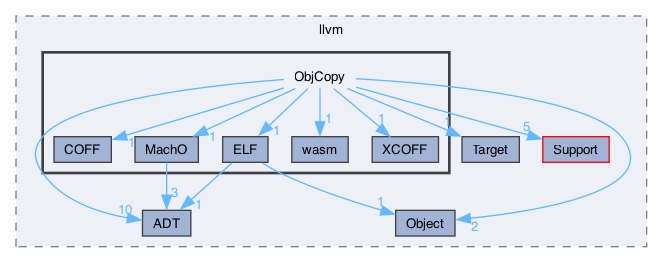 llvm
ObjCopy
1
1
1
1
1
1
5
COFF
MachO
ELF
wasm
XCOFF
Target
Support
3
1
1
10
2
ADT
Object